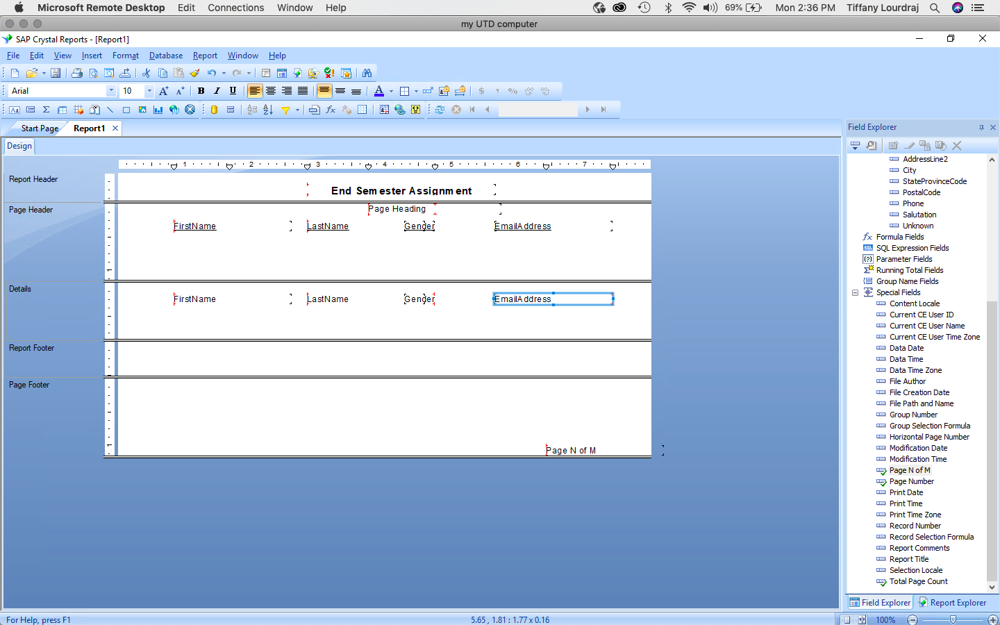 Microsoft Remote Desktop Edit Connections Window Help 69% Mon 2:36 PM Tiffany Lourdraj
my UTD computer
SAP Crystal Reports - [Report1]
File Edit View Insert Format Database Report Window Help
Arial 10 B I U A $ , %
Start Page Report1
Design
1 2 3 4 5 6 7
Report Header
End Semester Assignment
Page Header
Page Heading
FirstName LastName Gender EmailAddress
Details
FirstName LastName Gender EmailAddress
Report Footer
Page Footer
Page N of M
Field Explorer
AddressLine2
City
StateProvinceCode
PostalCode
Phone
Salutation
Unknown
Formula Fields
SQL Expression Fields
Parameter Fields
Running Total Fields
Group Name Fields
Special Fields
Content Locale
Current CE User ID
Current CE User Name
Current CE User Time Zone
Data Date
Data Time
Data Time Zone
File Author
File Creation Date
File Path and Name
Group Number
Group Selection Formula
Horizontal Page Number
Modification Date
Modification Time
Page N of M
Page Number
Print Date
Print Time
Print Time Zone
Record Number
Record Selection Formula
Report Comments
Report Title
Selection Locale
Total Page Count
Field Explorer Report Explorer
For Help, press F1 5.65 , 1.81 : 1.77 x 0.16 100%